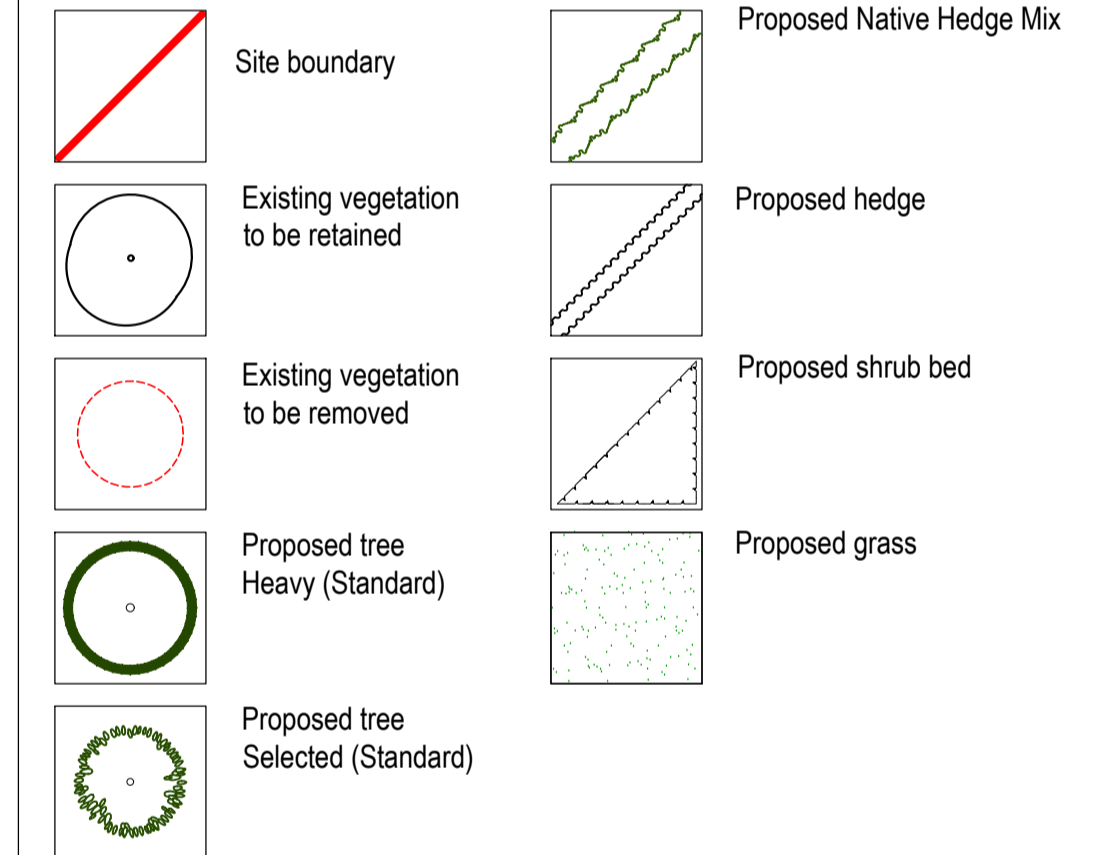 Site boundary
Existing vegetation
to be retained
Existing vegetation
to be removed
Proposed tree
Heavy (Standard)
Proposed tree
Selected (Standard)
Proposed Native Hedge Mix
Proposed hedge
Proposed shrub bed
Proposed grass